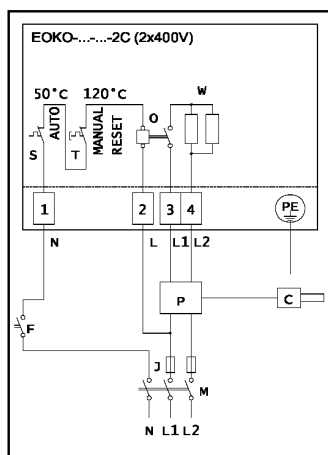 EOKO-...-...-2C (2x400V)
50°C 120°C W
AUTO
MANUAL
RESET
O
S T
1 2 3 4 PE
N L L1 L2
P C
F
J
M
N L1 L2